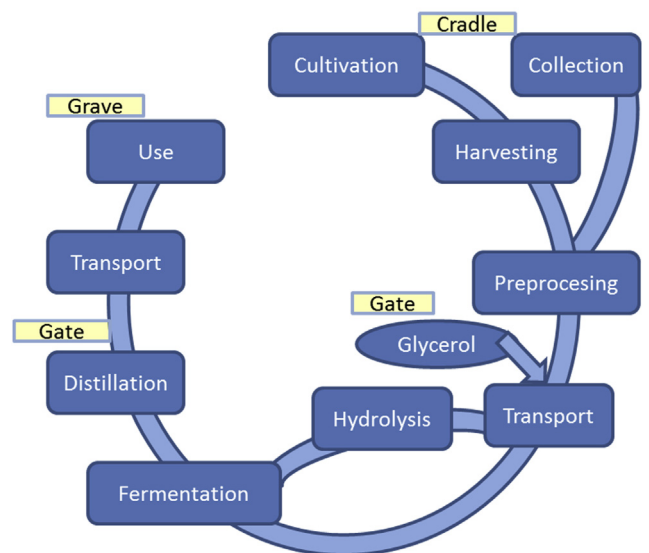 Cradle
Cultivation
Collection
Grave
Use
Harvesting
Transport
Preprocesing
Gate
Gate
Glycerol
Distillation
Hydrolysis
Transport
Fermentation